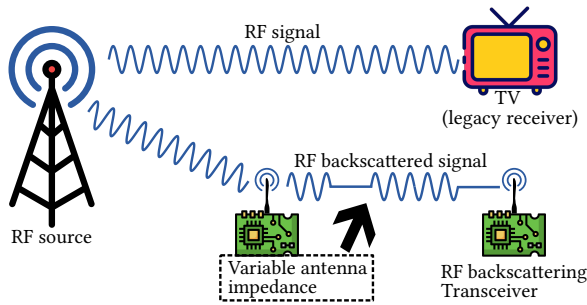 RF signal
TV
(legacy receiver)
RF backscattered signal
RF source
Variable antenna
impedance
RF backscattering
Transceiver